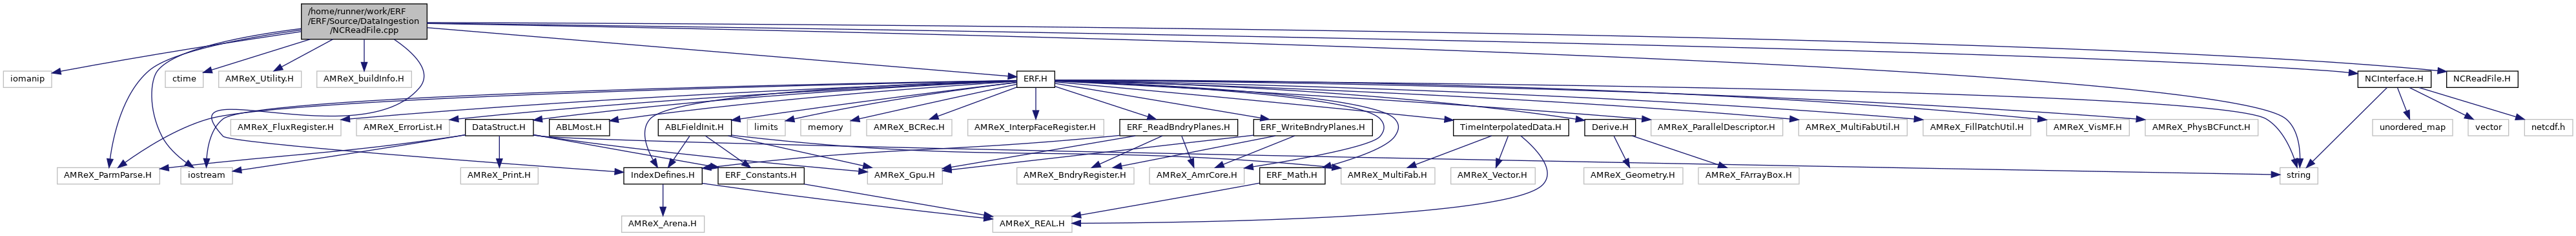 /home/runner/work/ERF
/ERF/Source/DataIngestion
/NCReadFile.cpp
iomanip
ctime
AMReX_Utility.H
AMReX_buildInfo.H
ERF.H
NCInterface.H
NCReadFile.H
AMReX_FluxRegister.H
AMReX_ErrorList.H
DataStruct.H
ABLMost.H
ABLFieldInit.H
limits
memory
AMReX_BCRec.H
AMReX_InterpFaceRegister.H
ERF_ReadBndryPlanes.H
ERF_WriteBndryPlanes.H
TimeInterpolatedData.H
Derive.H
AMReX_ParallelDescriptor.H
AMReX_MultiFabUtil.H
AMReX_FillPatchUtil.H
AMReX_VisMF.H
AMReX_PhysBCFunct.H
unordered_map
vector
netcdf.h
AMReX_ParmParse.H
iostream
AMReX_Print.H
IndexDefines.H
ERF_Constants.H
AMReX_Gpu.H
AMReX_BndryRegister.H
AMReX_AmrCore.H
ERF_Math.H
AMReX_MultiFab.H
AMReX_Vector.H
AMReX_Geometry.H
AMReX_FArrayBox.H
string
AMReX_Arena.H
AMReX_REAL.H